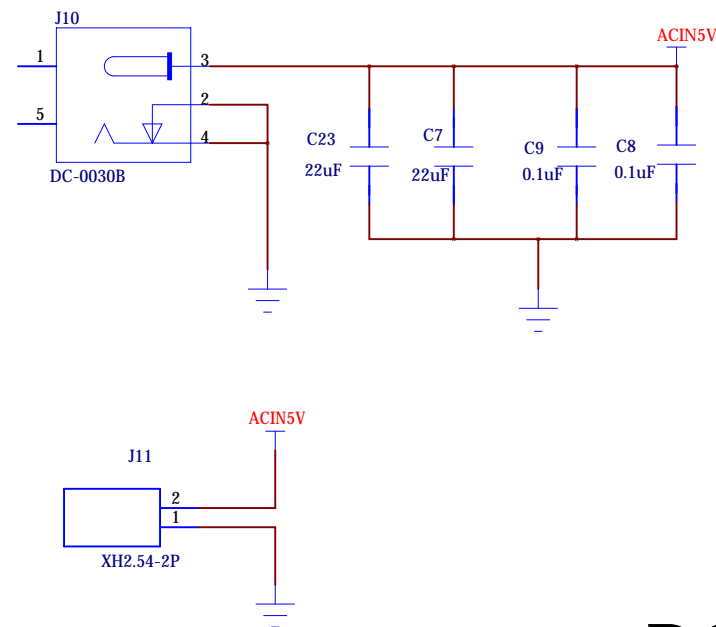 J10
ACIN5V
1
3
2
5
4
C23
22uF
C7
22uF
C9
0.1uF
C8
0.1uF
DC-0030B
ACIN5V
J11
2
1
XH2.54-2P